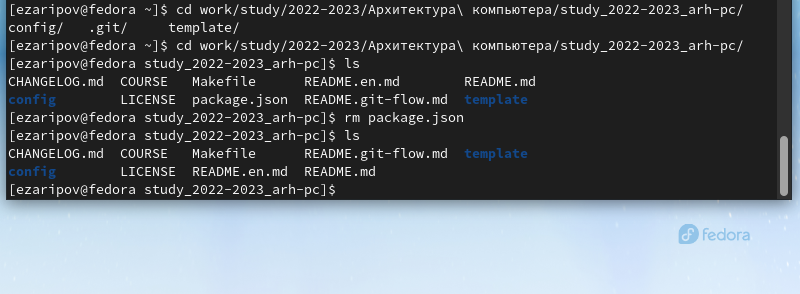 [ezaripov@fedora ~]$ cd work/study/2022-2023/Архитектура\ компьютера/study_2022-2023_arh-pc/
config/   .git/     template/
[ezaripov@fedora ~]$ cd work/study/2022-2023/Архитектура\ компьютера/study_2022-2023_arh-pc/
[ezaripov@fedora study_2022-2023_arh-pc]$ ls
CHANGELOG.md  COURSE   Makefile      README.en.md        README.md
config        LICENSE  package.json  README.git-flow.md  template
[ezaripov@fedora study_2022-2023_arh-pc]$ rm package.json
[ezaripov@fedora study_2022-2023_arh-pc]$ ls
CHANGELOG.md  COURSE   Makefile      README.git-flow.md  template
config        LICENSE  README.en.md  README.md
[ezaripov@fedora study_2022-2023_arh-pc]$
fedora